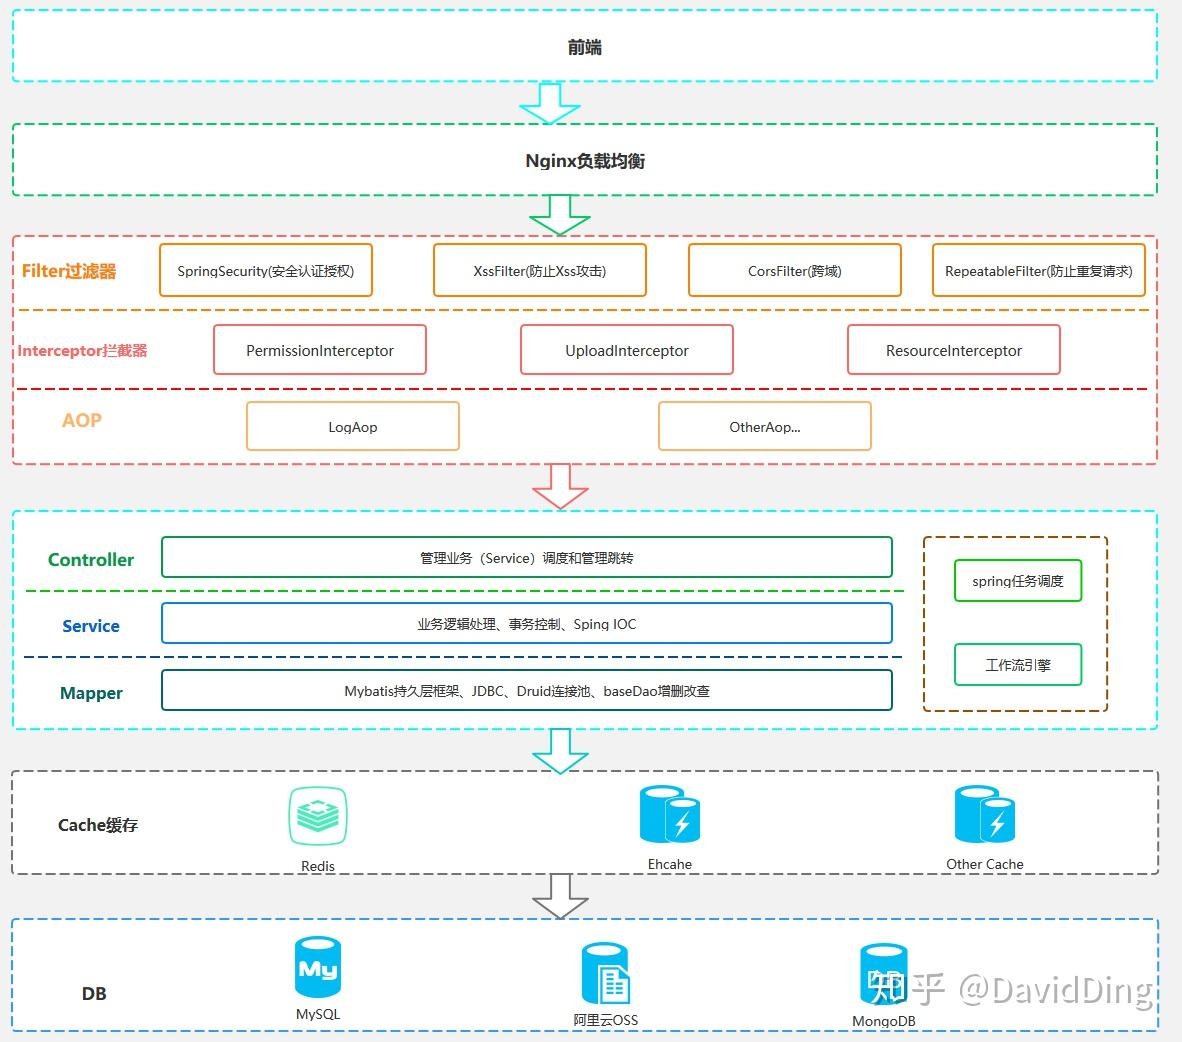 前端
Nginx负载均衡
Filter过滤器
SpringSecurity(安全认证授权)
XssFilter(防止Xss攻击)
CorsFilter(跨域)
RepeatableFilter(防止重复请求)
Interceptor拦截器
PermissionInterceptor
UploadInterceptor
ResourceInterceptor
AOP
LogAop
OtherAop...
Controller
管理业务（Service）调度和管理跳转
Service
业务逻辑处理、事务控制、Sping IOC
Mapper
Mybatis持久层框架、JDBC、Druid连接池、baseDao增删改查
spring任务调度
工作流引擎
Cache缓存
Redis
Ehcahe
Other Cache
DB
My
MySQL
阿里云OSS
MongoDB
知乎 @DavidDing